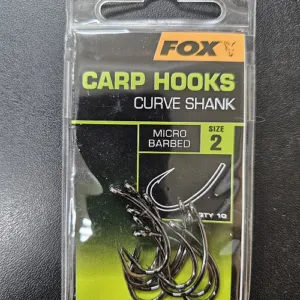 FOX
CARP HOOKS
CURVE SHANK
MICRO
BARBED
SIZE
2
QTY 10